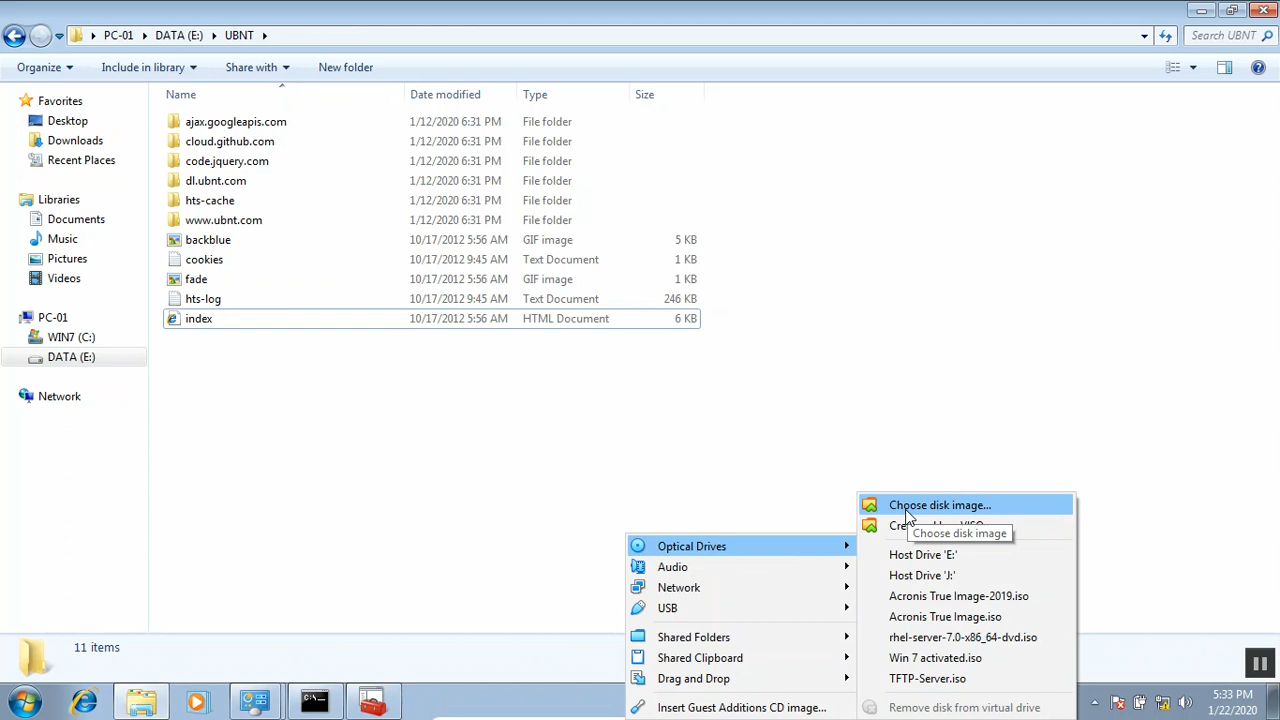 PC-01 DATA (E:) UBNT
Search UBNT
Organize Include in library Share with New folder
Name Date modified Type Size
Favorites
Desktop
Downloads
Recent Places
Libraries
Documents
Music
Pictures
Videos
PC-01
WIN7 (C:)
DATA (E:)
Network
ajax.googleapis.com 1/12/2020 6:31 PM File folder
cloud.github.com 1/12/2020 6:31 PM File folder
code.jquery.com 1/12/2020 6:31 PM File folder
dl.ubnt.com 1/12/2020 6:31 PM File folder
hts-cache 1/12/2020 6:31 PM File folder
www.ubnt.com 1/12/2020 6:31 PM File folder
backblue 10/17/2012 5:56 AM GIF image 5 KB
cookies 10/17/2012 9:45 AM Text Document 1 KB
fade 10/17/2012 5:56 AM GIF image 1 KB
hts-log 10/17/2012 9:45 AM Text Document 246 KB
index 10/17/2012 5:56 AM HTML Document 6 KB
11 items
Optical Drives
Audio
Network
USB
Shared Folders
Shared Clipboard
Drag and Drop
Insert Guest Additions CD image...
Choose disk image...
Choose disk image
Host Drive 'E:'
Host Drive 'J:'
Acronis True Image-2019.iso
Acronis True Image.iso
rhel-server-7.0-x86_64-dvd.iso
Win 7 activated.iso
TFTP-Server.iso
Remove disk from virtual drive
5:33 PM
1/22/2020